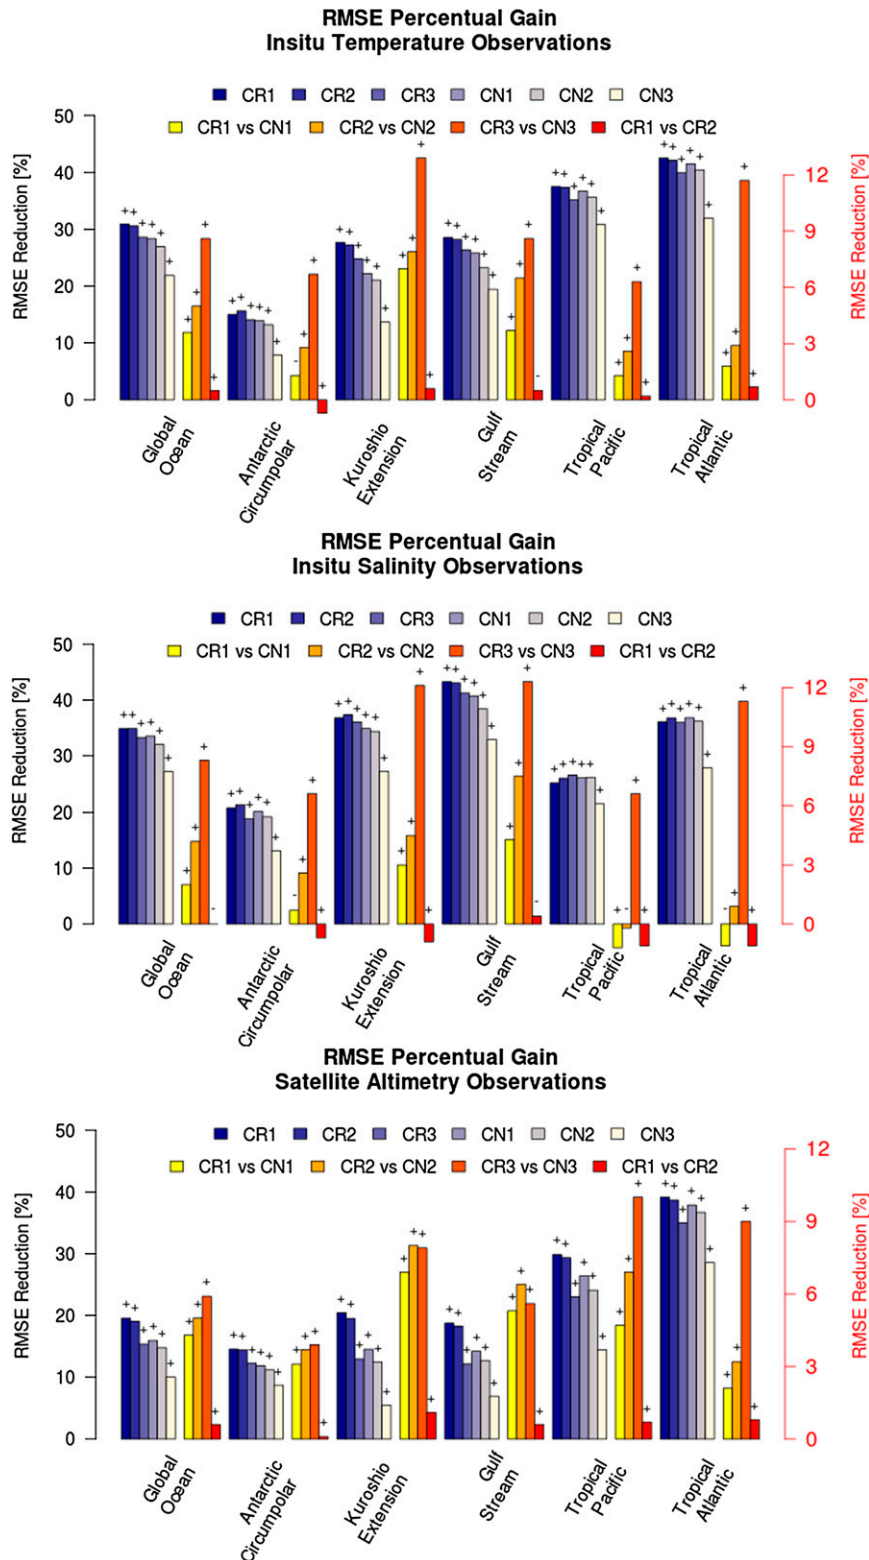 RMSE Percentual Gain
Insitu Temperature Observations
CR1 CR2 CR3 CN1 CN2 CN3
CR1 vs CN1 CR2 vs CN2 CR3 vs CN3 CR1 vs CR2
RMSE Reduction [%]
50
40
30
20
10
0
RMSE Reduction [%]
12
9
6
3
0
Global
Ocean
Antarctic
Circumpolar
Kuroshio
Extension
Gulf
Stream
Tropical
Pacific
Tropical
Atlantic
RMSE Percentual Gain
Insitu Salinity Observations
CR1 CR2 CR3 CN1 CN2 CN3
CR1 vs CN1 CR2 vs CN2 CR3 vs CN3 CR1 vs CR2
RMSE Reduction [%]
50
40
30
20
10
0
RMSE Reduction [%]
12
9
6
3
0
Global
Ocean
Antarctic
Circumpolar
Kuroshio
Extension
Gulf
Stream
Tropical
Pacific
Tropical
Atlantic
RMSE Percentual Gain
Satellite Altimetry Observations
CR1 CR2 CR3 CN1 CN2 CN3
CR1 vs CN1 CR2 vs CN2 CR3 vs CN3 CR1 vs CR2
RMSE Reduction [%]
50
40
30
20
10
0
RMSE Reduction [%]
12
9
6
3
0
Global
Ocean
Antarctic
Circumpolar
Kuroshio
Extension
Gulf
Stream
Tropical
Pacific
Tropical
Atlantic